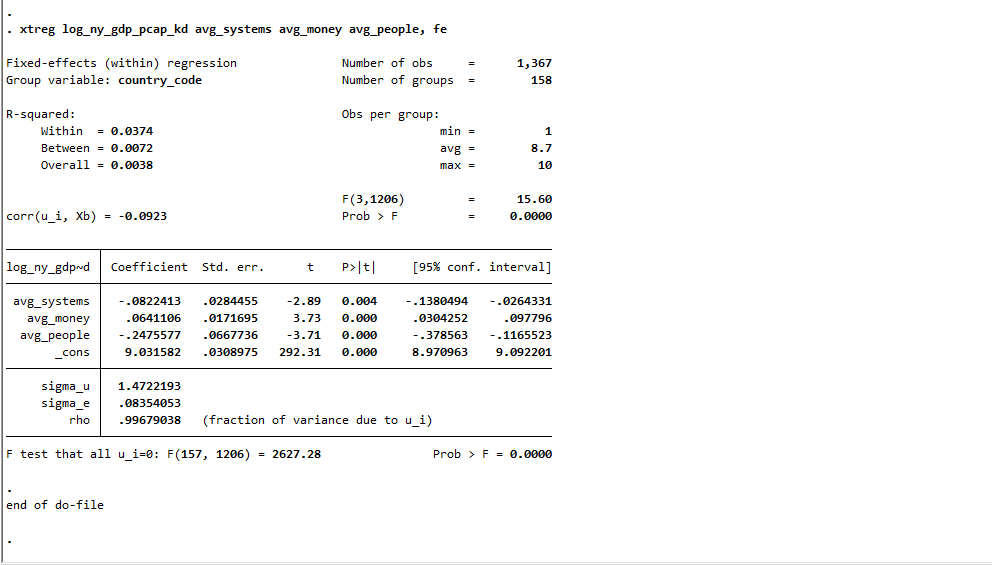 .
. xtreg log_ny_gdp_pcap_kd avg_systems avg_money avg_people, fe
Fixed-effects (within) regression Number of obs = 1,367
Group variable: country_code Number of groups = 158
R-squared: Obs per group:
Within = 0.0374 min = 1
Between = 0.0072 avg = 8.7
Overall = 0.0038 max = 10
F(3,1206) = 15.60
corr(u_i, Xb) = -0.0923 Prob > F = 0.0000
log_ny_gdp~d Coefficient Std. err. t P>|t| [95% conf. interval]
avg_systems -.0822413 .0284455 -2.89 0.004 -.1380494 -.0264331
avg_money .0641106 .0171695 3.73 0.000 .0304252 .097796
avg_people -.2475577 .0667736 -3.71 0.000 -.378563 -.1165523
_cons 9.031582 .0308975 292.31 0.000 8.970963 9.092201
sigma_u 1.4722193
sigma_e .08354053
rho .99679038 (fraction of variance due to u_i)
F test that all u_i=0: F(157, 1206) = 2627.28 Prob > F = 0.0000
.
end of do-file
.